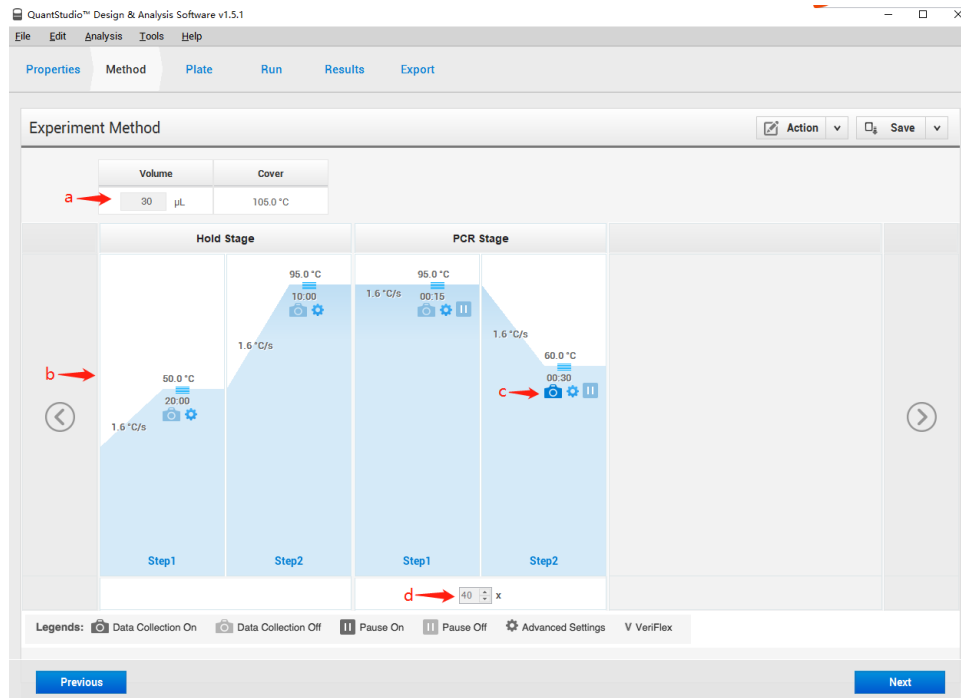 QuantStudio™ Design & Analysis Software v1.5.1
File Edit Analysis Tools Help
Properties Method Plate Run Results Export
Experiment Method
Action
Save
Volume Cover
a 30 µL 105.0 °C
Hold Stage PCR Stage
95.0 °C 95.0 °C
10:00 1.6 °C/s 00:15
1.6 °C/s
1.6 °C/s
60.0 °C
b 50.0 °C 00:30
c
20:00
1.6 °C/s
Step1 Step2 Step1 Step2
d 40 x
Legends: Data Collection On Data Collection Off Pause On Pause Off Advanced Settings V VeriFlex
Previous Next